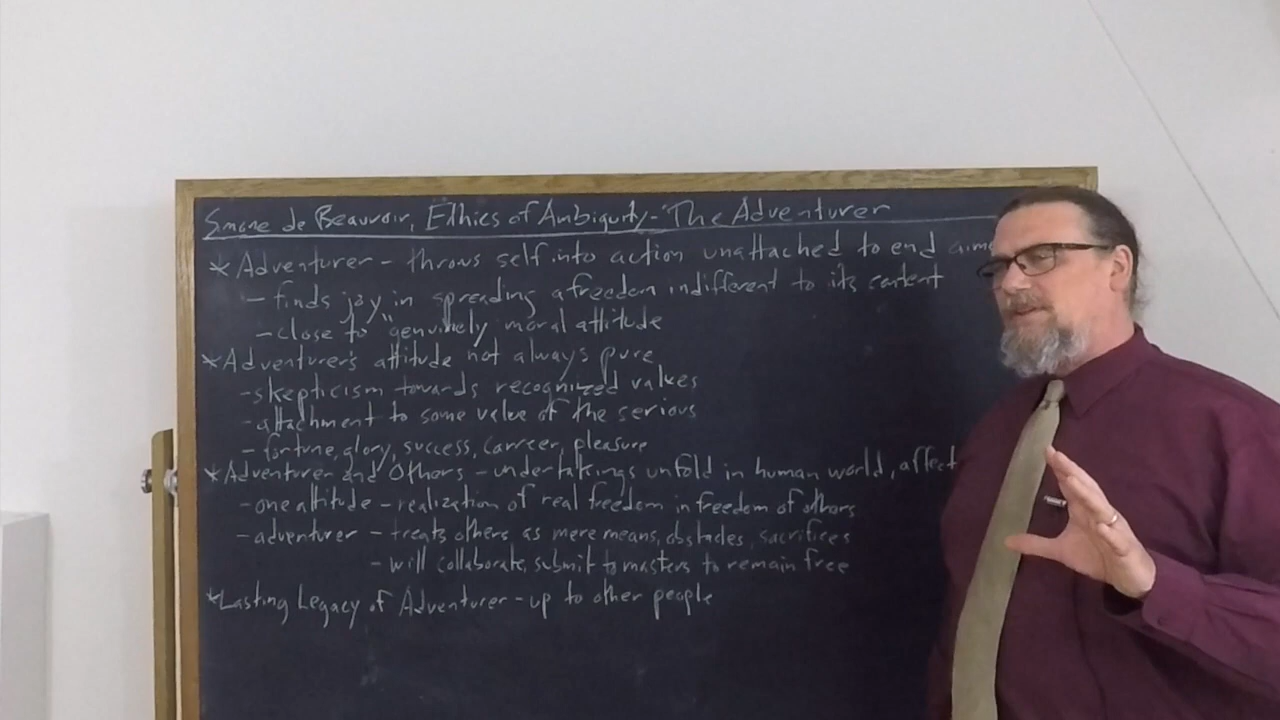 Simone de Beauvoir, Ethics of Ambiguity - "The Adventurer
* Adventurer - throws self into action unattached to end aims
- finds joy in spreading a freedom indifferent to its content
- close to "genuinely moral attitude
* Adventurer's attitude not always pure
- skepticism towards recognized values
- attachment to some value of the serious
- fortune, glory, success, carreer, pleasure
* Adventurer and Others - undertakings unfold in human world, affect
- one attitude - realization of real freedom in freedom of others
- adventurer - treats others as mere means, obstacles, sacrifices
- will collaborate, submit to masters to remain free
* Lasting Legacy of Adventurer - up to other people